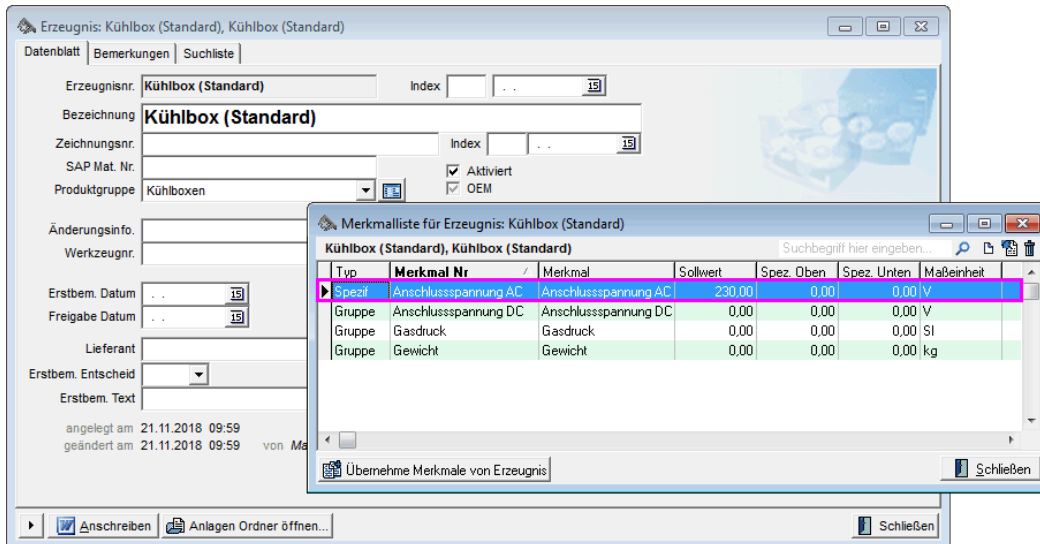 Erzeugnis: Kühlbox (Standard), Kühlbox (Standard)
Datenblatt Bemerkungen Suchliste
Erzeugnisnr. Kühlbox (Standard) Index . . 15
Bezeichnung Kühlbox (Standard)
Zeichnungsnr. Index . . 15
SAP Mat. Nr. Aktiviert
Produktgruppe Kühlboxen OEM
Änderungsinfo.
Werkzeugnr.
Erstbem. Datum . . 15
Freigabe Datum . . 15
Lieferant
Erstbem. Entscheid
Erstbem. Text
angelegt am 21.11.2018 09:59
geändert am 21.11.2018 09:59 von
Anschreiben Anlagen Ordner öffnen... Schließen
Merkmalliste für Erzeugnis: Kühlbox (Standard)
Kühlbox (Standard), Kühlbox (Standard) Suchbegriff hier eingeben...
Typ Merkmal Nr Merkmal Sollwert Spez. Oben Spez. Unten Maßeinheit
Spezif Anschlussspannung AC Anschlussspannung AC 230,00 0,00 0,00 V
Gruppe Anschlussspannung DC Anschlussspannung DC 0,00 0,00 0,00 V
Gruppe Gasdruck Gasdruck 0,00 0,00 0,00 SI
Gruppe Gewicht Gewicht 0,00 0,00 0,00 kg
Übernehme Merkmale von Erzeugnis Schließen